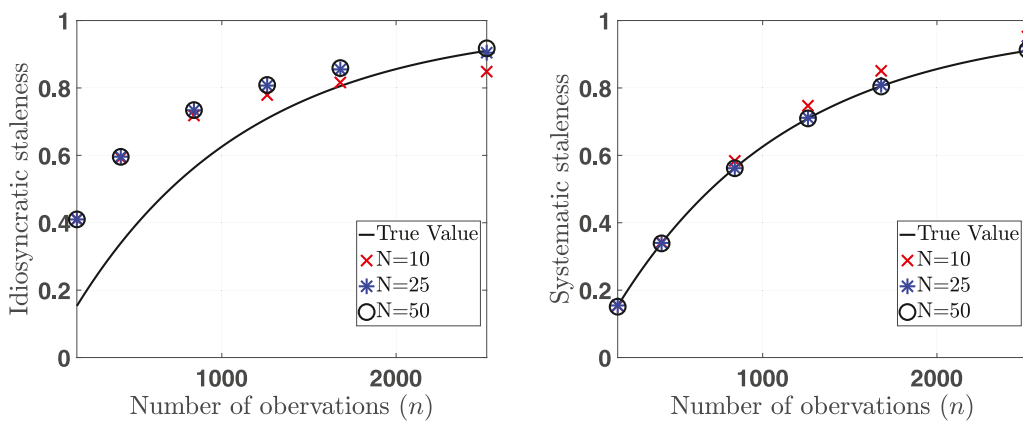 1
0.8
0.6
0.4
0.2
0
Idiosyncratic staleness
1000
2000
Number of obervations (n)
True Value
N=10
N=25
N=50
1
0.8
0.6
0.4
0.2
0
Systematic staleness
1000
2000
Number of obervations (n)
True Value
N=10
N=25
N=50